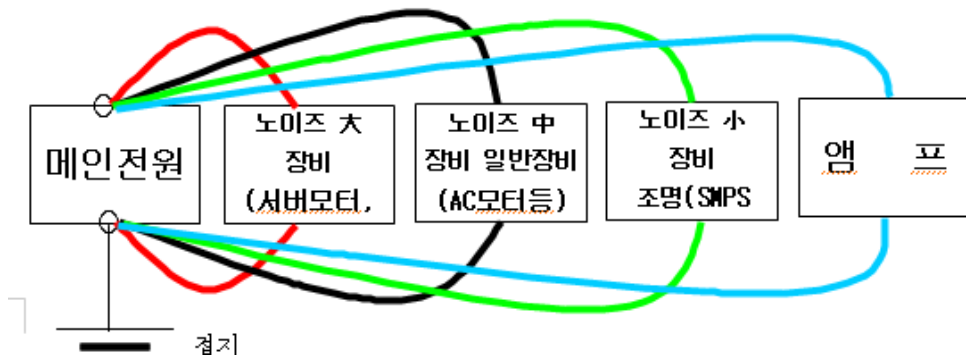 메인전원
노이즈 大
장비
(서버모터,
노이즈 中
장비 일반장비
(AC모터등)
노이즈 小
장비
조명(SMPS
앰 프
접지